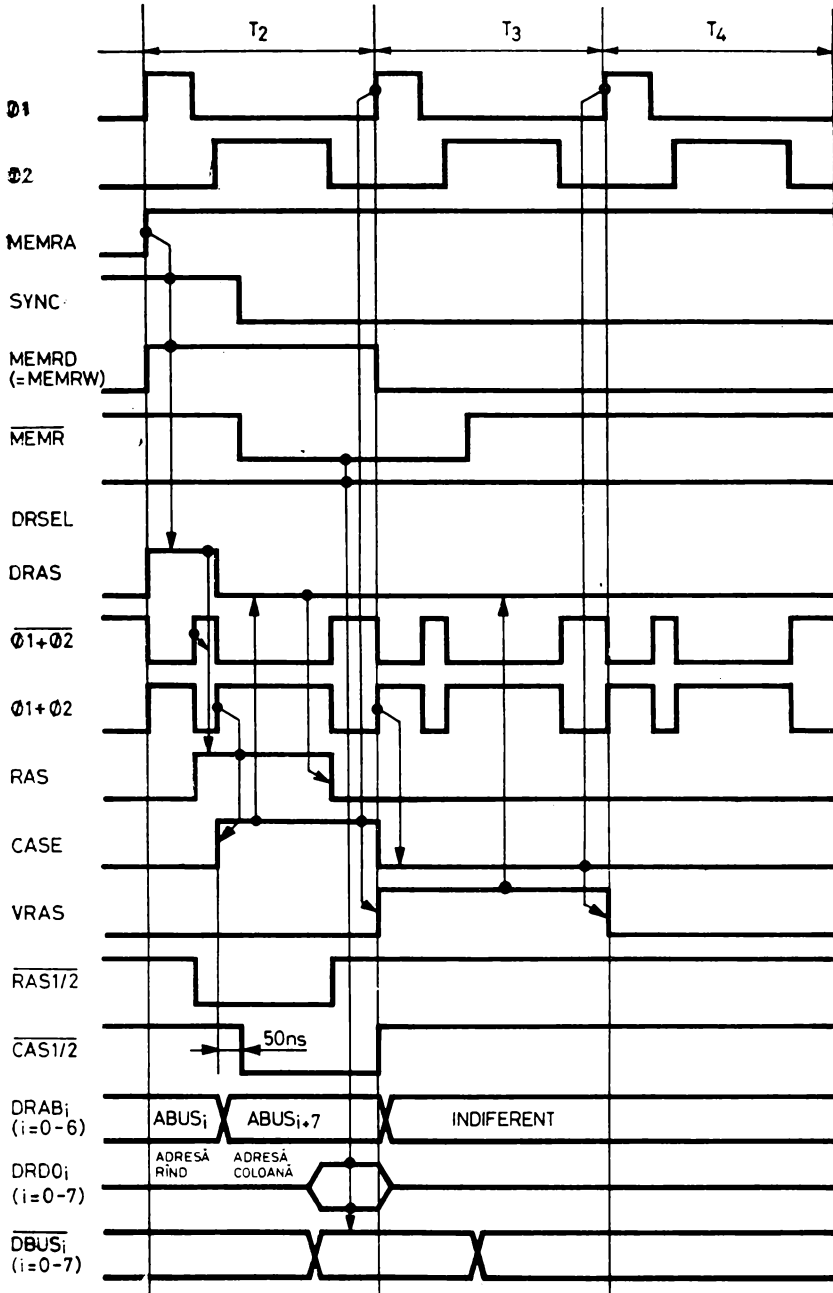 T2 T3 T4
Ø1
Φ2
MEMRA
SYNC
MEMRD
(=MEMRW)
MEMR
DRSEL
DRAS
Ø1+Ø2
Ø1+Ø2
RAS
CASE
VRAS
RAS1/2
CAS1/2
50ns
DRABi
(i=0-6)
ABUSi
ABUSi+7
INDIFERENT
ADRESĂ
RÎND
ADRESĂ
COLOANĂ
DRDOi
(i=0-7)
DBUSi
(i=0-7)